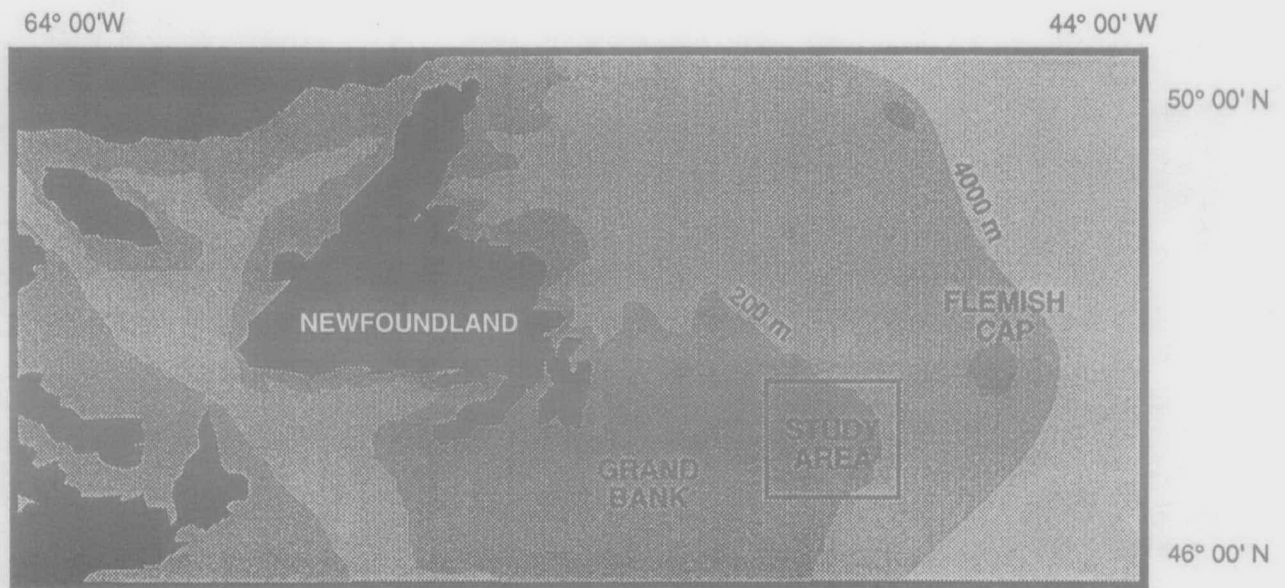 64° 00'W
44° 00' W
50° 00' N
4000 m
200 m
FLEMISH
CAP
NEWFOUNDLAND
STUDY
AREA
GRAND
BANK
46° 00' N